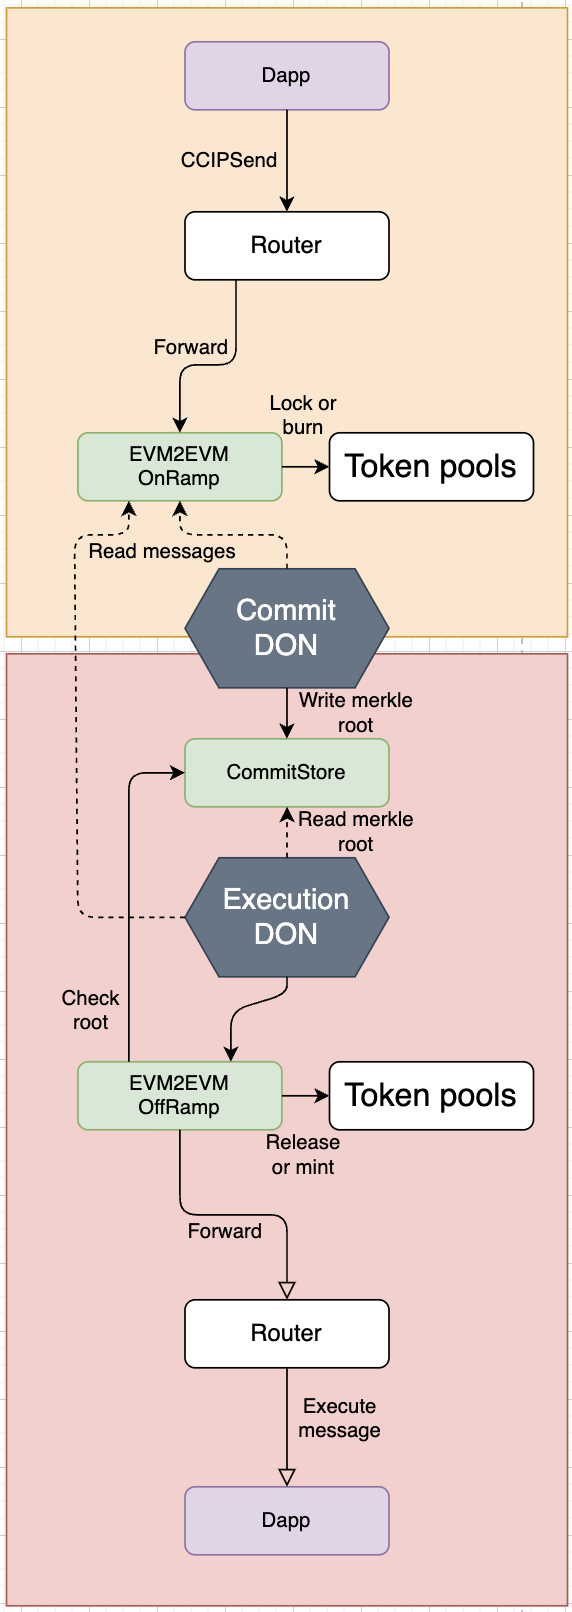 Dapp
CCIPSend
Router
Forward
Lock or
burn
EVM2EVM
OnRamp
Token pools
Read messages
Commit
DON
Write merkle
root
CommitStore
Read merkle
root
Execution
DON
Check
root
EVM2EVM
OffRamp
Token pools
Release
or mint
Forward
Router
Execute
message
Dapp